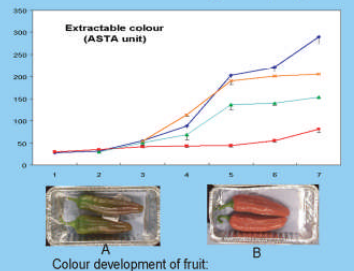 Extractable colour
(ASTA unit)
350
300
250
200
150
100
50
0
1 2 3 4 5 6 7
A B
Colour development of fruit: